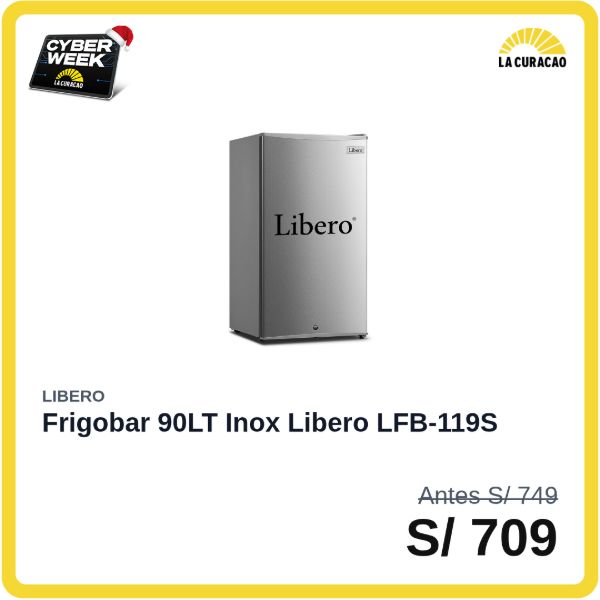 CYBER
WEEK
LA CURACAO
LA CURACAO
Libero
Libero®
LIBERO
Frigobar 90LT Inox Libero LFB-119S
Antes S/ 749
S/ 709